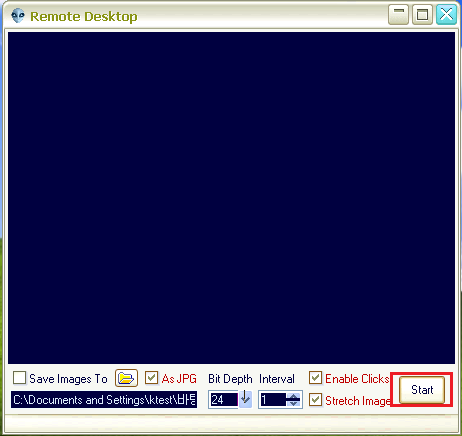 Remote Desktop
Save Images To As JPG Bit Depth Interval Enable Clicks
C:\Documents and Settings\ktest\바탕 24 1 Stretch Image Start